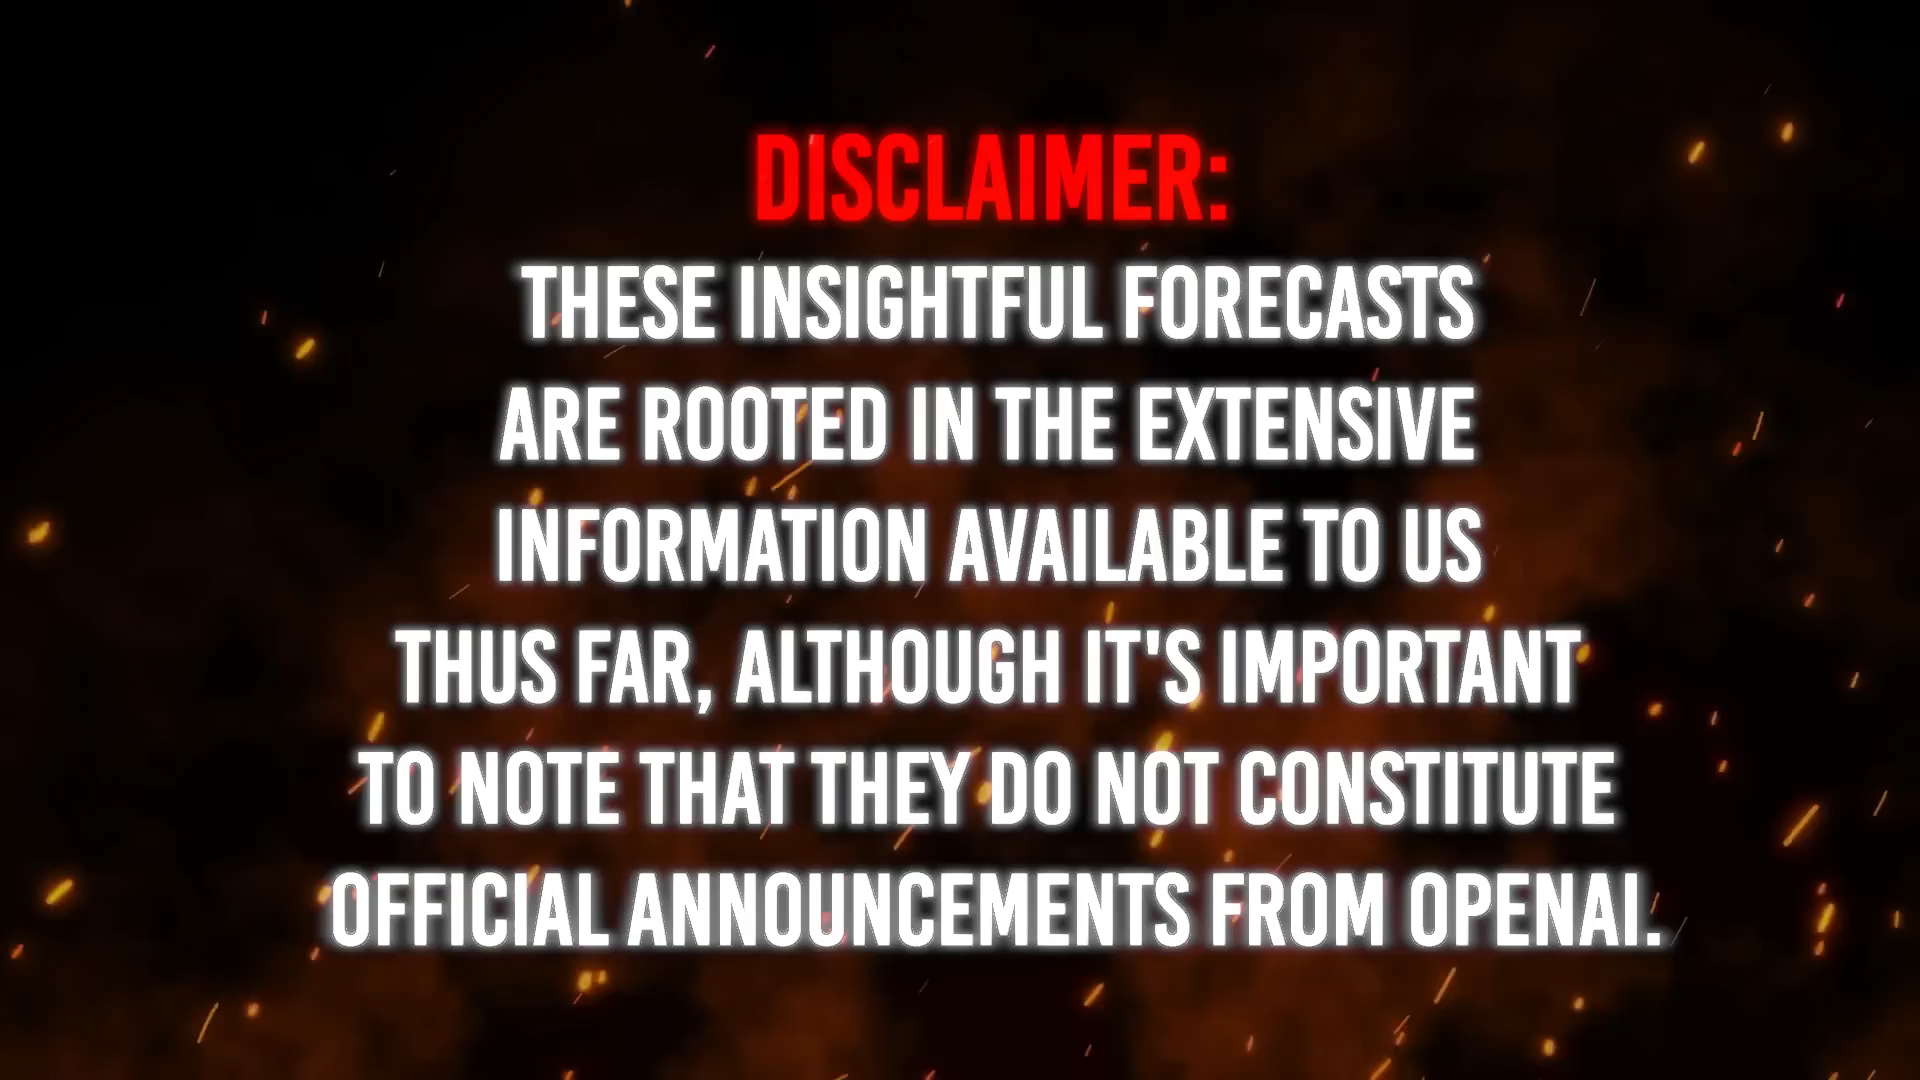 DISCLAIMER:
THESE INSIGHTFUL FORECASTS
ARE ROOTED IN THE EXTENSIVE
INFORMATION AVAILABLE TO US
THUS FAR, ALTHOUGH IT'S IMPORTANT
TO NOTE THAT THEY DO NOT CONSTITUTE
OFFICIAL ANNOUNCEMENTS FROM OPENAI.